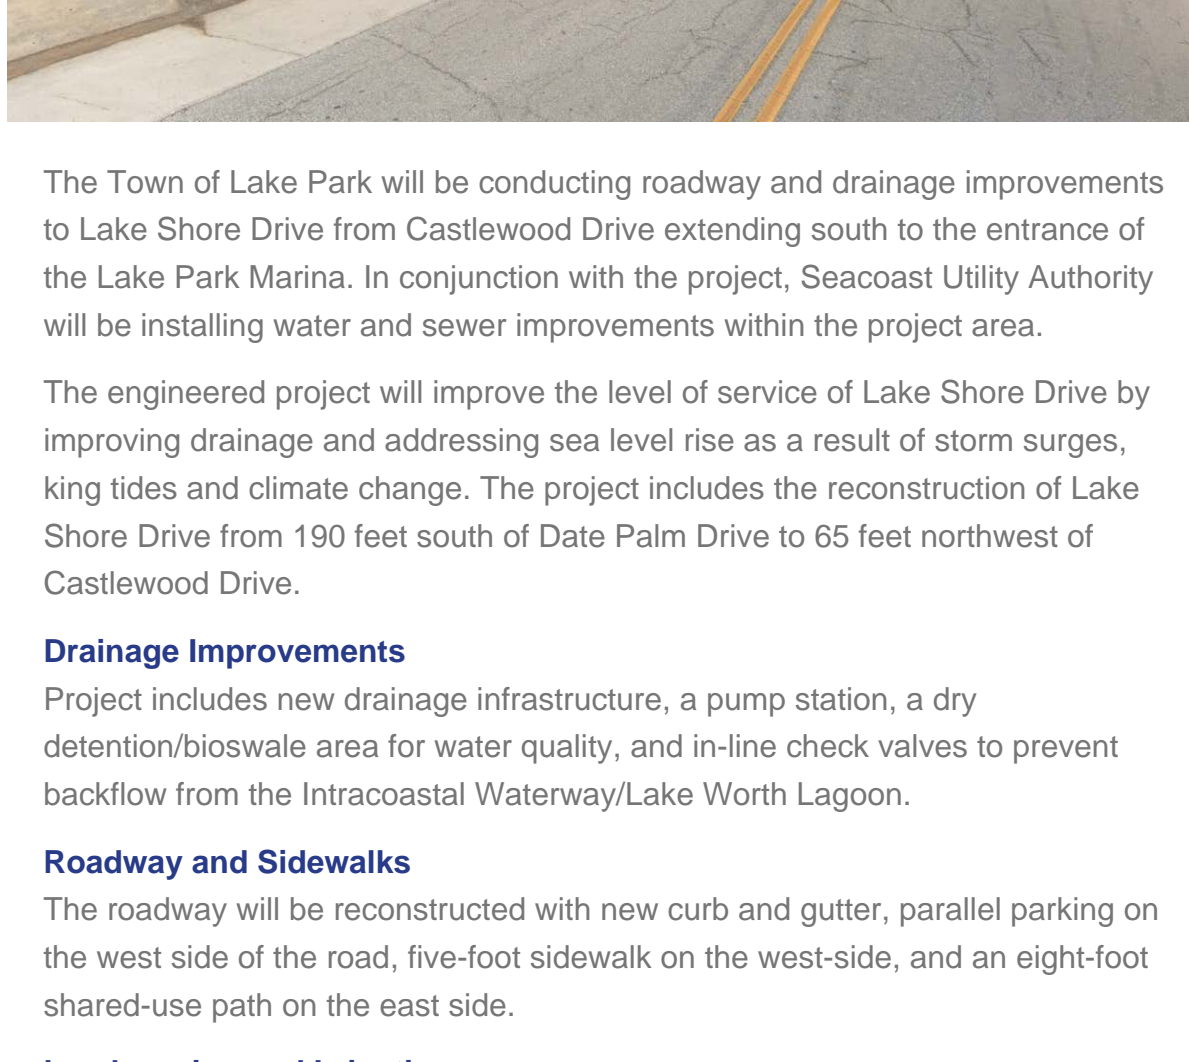 The Town of Lake Park will be conducting roadway and drainage improvements
to Lake Shore Drive from Castlewood Drive extending south to the entrance of
the Lake Park Marina. In conjunction with the project, Seacoast Utility Authority
will be installing water and sewer improvements within the project area.
The engineered project will improve the level of service of Lake Shore Drive by
improving drainage and addressing sea level rise as a result of storm surges,
king tides and climate change. The project includes the reconstruction of Lake
Shore Drive from 190 feet south of Date Palm Drive to 65 feet northwest of
Castlewood Drive.
Drainage Improvements
Project includes new drainage infrastructure, a pump station, a dry
detention/bioswale area for water quality, and in-line check valves to prevent
backflow from the Intracoastal Waterway/Lake Worth Lagoon.
Roadway and Sidewalks
The roadway will be reconstructed with new curb and gutter, parallel parking on
the west side of the road, five-foot sidewalk on the west-side, and an eight-foot
shared-use path on the east side.